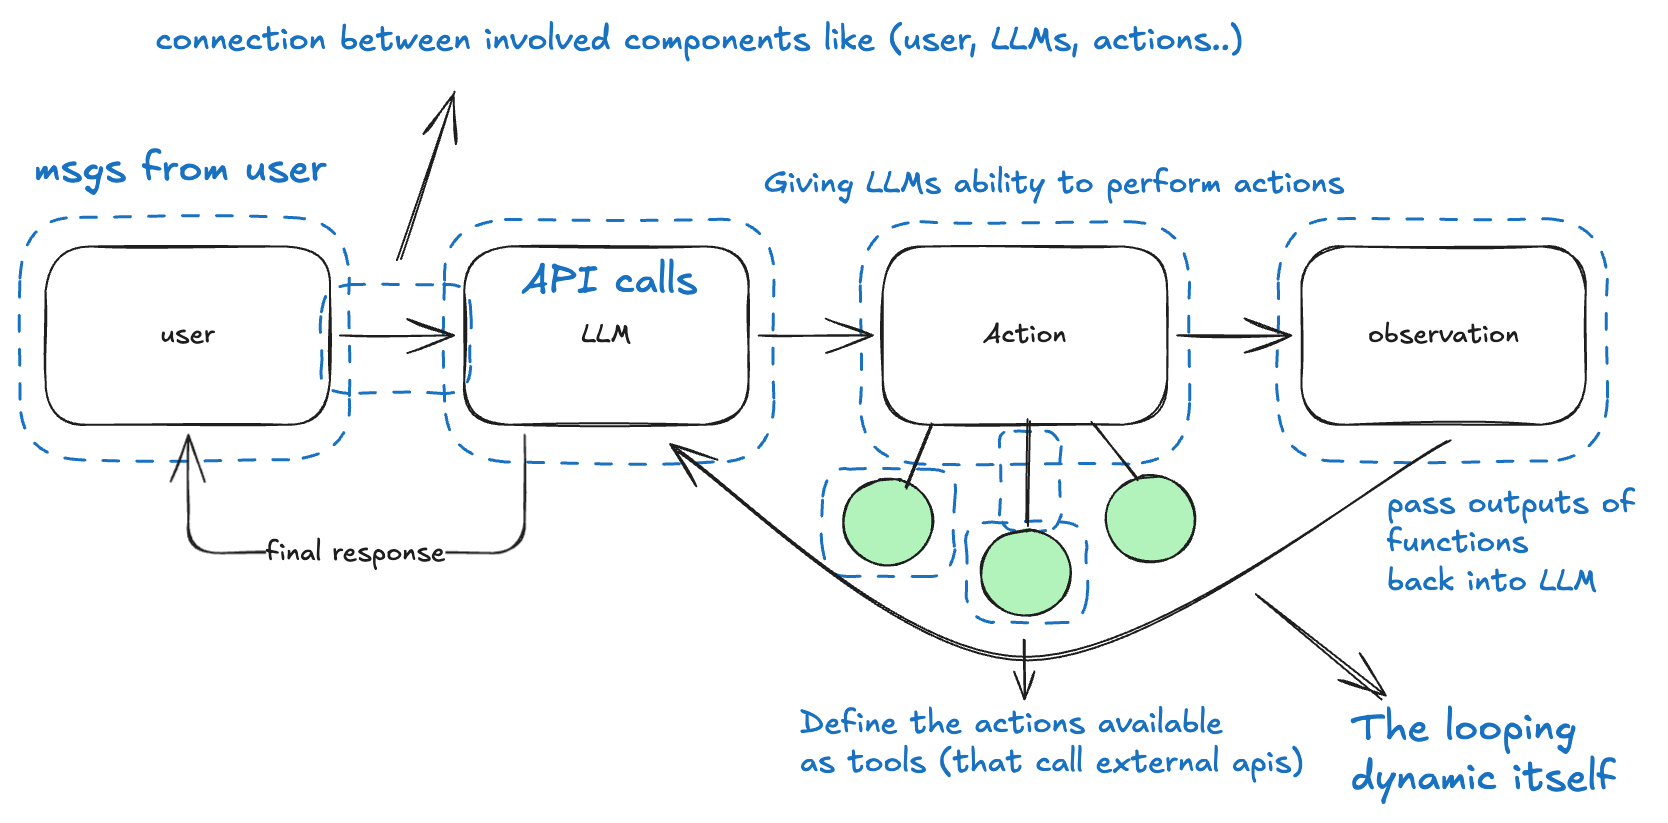 connection between involved components like (user, LLMs, actions..)
msgs from user
Giving LLMs ability to perform actions
API calls
user
LLM
Action
observation
final response
pass outputs of
functions
back into LLM
Define the actions available
as tools (that call external apis)
The looping
dynamic itself